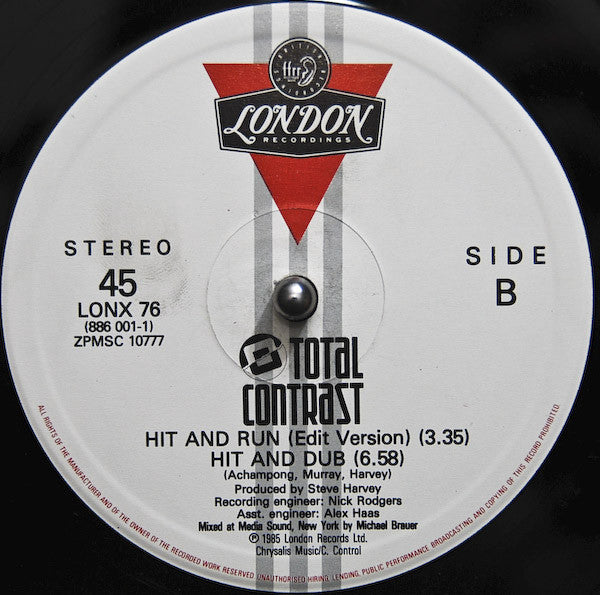 BRITISH RECORDINGS
ffrr
LONDON
RECORDINGS
STEREO
45
LONX 76
(886 001-1)
ZPMSC 10777
SIDE
B
TOTAL
CONTRAST
HIT AND RUN (Edit Version) (3.35)
HIT AND DUB (6.58)
(Achampong, Murray, Harvey)
Produced by Steve Harvey
Recording engineer: Nick Rodgers
Asst. engineer: Alex Haas
Mixed at Media Sound, New York by Michael Brauer
℗ 1985 London Records Ltd.
Chrysalis Music/C. Control
ALL RIGHTS OF THE MANUFACTURER AND OF THE OWNER OF THE RECORDED WORK RESERVED UNAUTHORISED HIRING, LENDING, PUBLIC PERFORMANCE BROADCASTING AND COPYING OF THIS RECORD PROHIBITED.